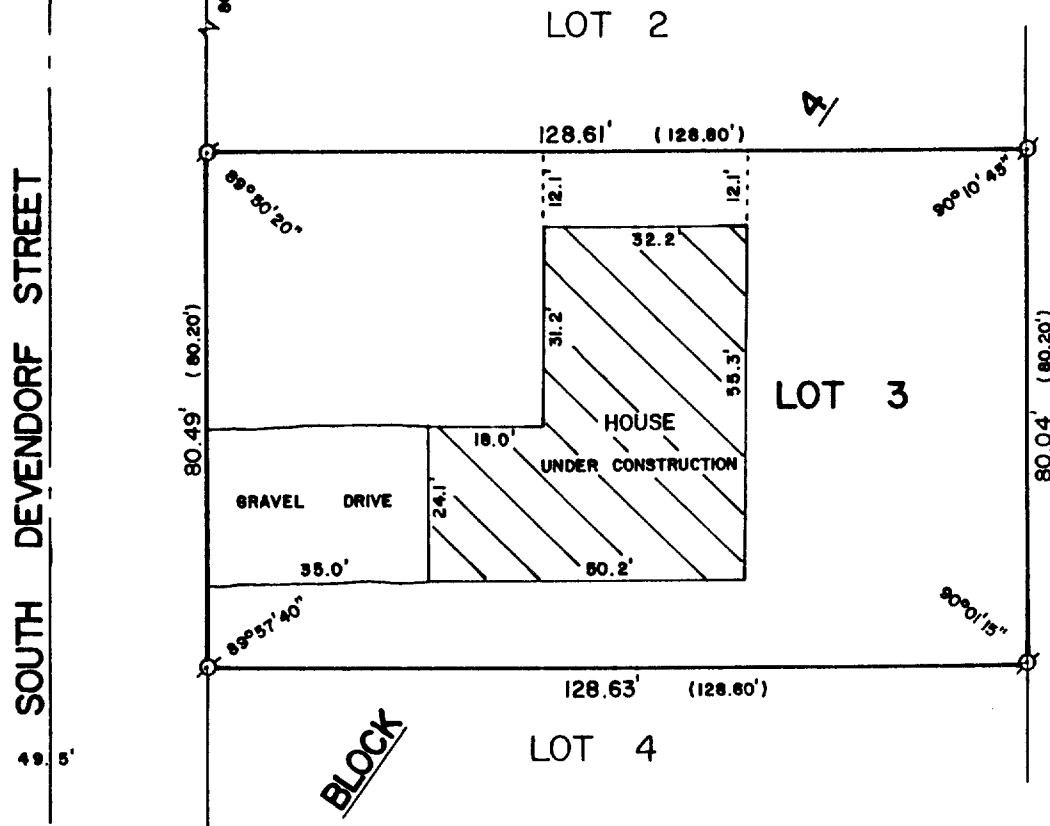 LOT 2
4
128.61' (128.60')
89°50'20"
12.1'
12.1'
90°10'45"
32.2
SOUTH DEVENDORF STREET
80.49' (80.20')
31.2'
55.3'
LOT 3
80.04' (80.20')
HOUSE
UNDER CONSTRUCTION
18.0'
24.1'
GRAVEL DRIVE
35.0'
50.2'
89°57'40"
90°01'15"
128.63' (128.60')
BLOCK
LOT 4
49.5'